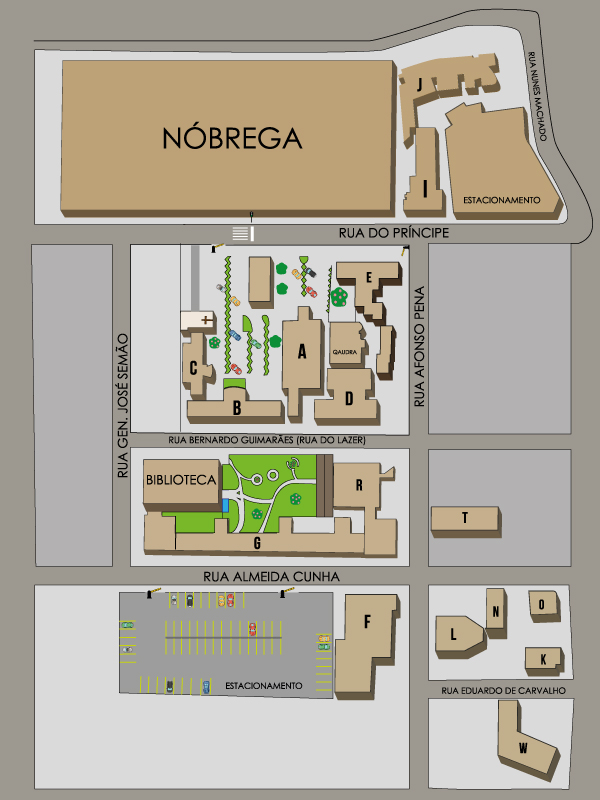 RUA NUNES MACHADO
J
NÓBREGA
I
ESTACIONAMENTO
RUA DO PRÍNCIPE
E
RUA AFONSO PENA
RUA GEN. JOSÉ SEMÃO
A
QAUDRA
C
D
B
RUA BERNARDO GUIMARÃES (RUA DO LAZER)
BIBLIOTECA
R
T
G
RUA ALMEIDA CUNHA
F
N
O
L
K
ESTACIONAMENTO
RUA EDUARDO DE CARVALHO
W